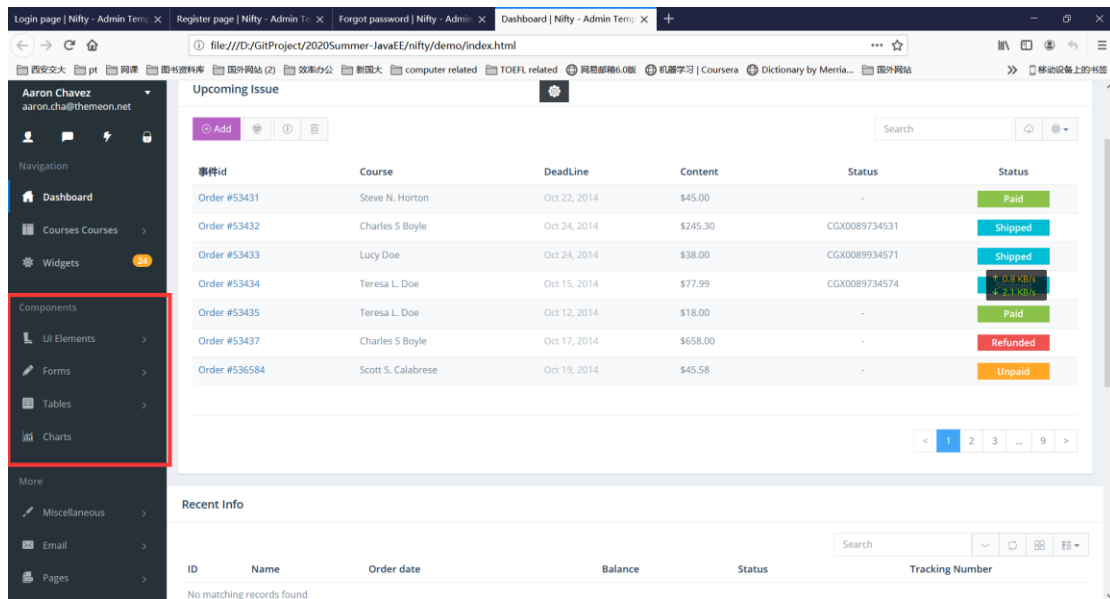 Login page | Nifty - Admin Temp Register page | Nifty - Admin Te Forgot password | Nifty - Admin Dashboard | Nifty - Admin Temp
file:///D:/GitProject/2020Summer-JavaEE/nifty/demo/index.html
西安交大 pt 网课 图书资料库 国外网站 (2) 效率办公 新国大 computer related TOEFL related 网易邮箱6.0版 机器学习 | Coursera Dictionary by Merria... 国外网站 移动设备上的书签
Aaron Chavez
aaron.cha@themeon.net
Navigation
Dashboard
Courses Courses
Widgets 24
Components
UI Elements
Forms
Tables
Charts
More
Miscellaneous
Email
Pages
Upcoming Issue
Add Search
事件id Course DeadLine Content Status Status
Order #53431 Steve N. Horton Oct 22, 2014 $45.00 - Paid
Order #53432 Charles S Boyle Oct 24, 2014 $245.30 CGX0089734531 Shipped
Order #53433 Lucy Doe Oct 24, 2014 $38.00 CGX0089934571 Shipped
Order #53434 Teresa L. Doe Oct 15, 2014 $77.99 CGX0089734574
↑ 0.8 KB/s
↓ 2.1 KB/s
Order #53435 Teresa L. Doe Oct 12, 2014 $18.00 - Paid
Order #53437 Charles S Boyle Oct 17, 2014 $658.00 - Refunded
Order #536584 Scott S. Calabrese Oct 19, 2014 $45.58 - Unpaid
< 1 2 3 ... 9 >
Recent Info
Search
ID Name Order date Balance Status Tracking Number
No matching records found